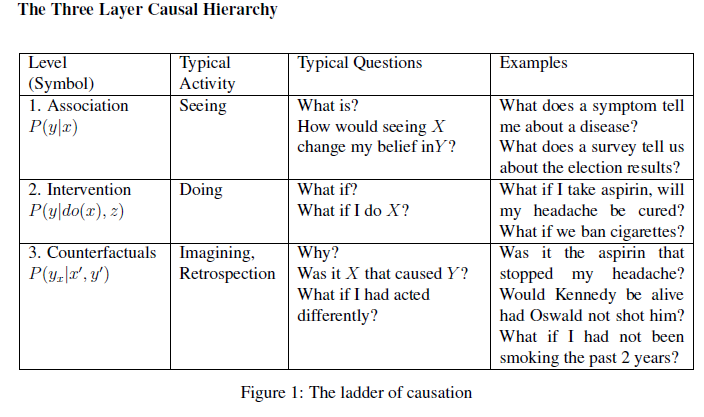 The Three Layer Causal Hierarchy
Level
(Symbol)
Typical
Activity
Typical Questions
Examples
1. Association
P(y|x)
Seeing
What is?
How would seeing X
change my belief inY?
What does a symptom tell
me about a disease?
What does a survey tell us
about the election results?
2. Intervention
P(y|do(x), z)
Doing
What if?
What if I do X?
What if I take aspirin, will
my headache be cured?
What if we ban cigarettes?
3. Counterfactuals
P(yₓ|x′, y′)
Imagining,
Retrospection
Why?
Was it X that caused Y?
What if I had acted
differently?
Was it the aspirin that
stopped my headache?
Would Kennedy be alive
had Oswald not shot him?
What if I had not been
smoking the past 2 years?
Figure 1: The ladder of causation